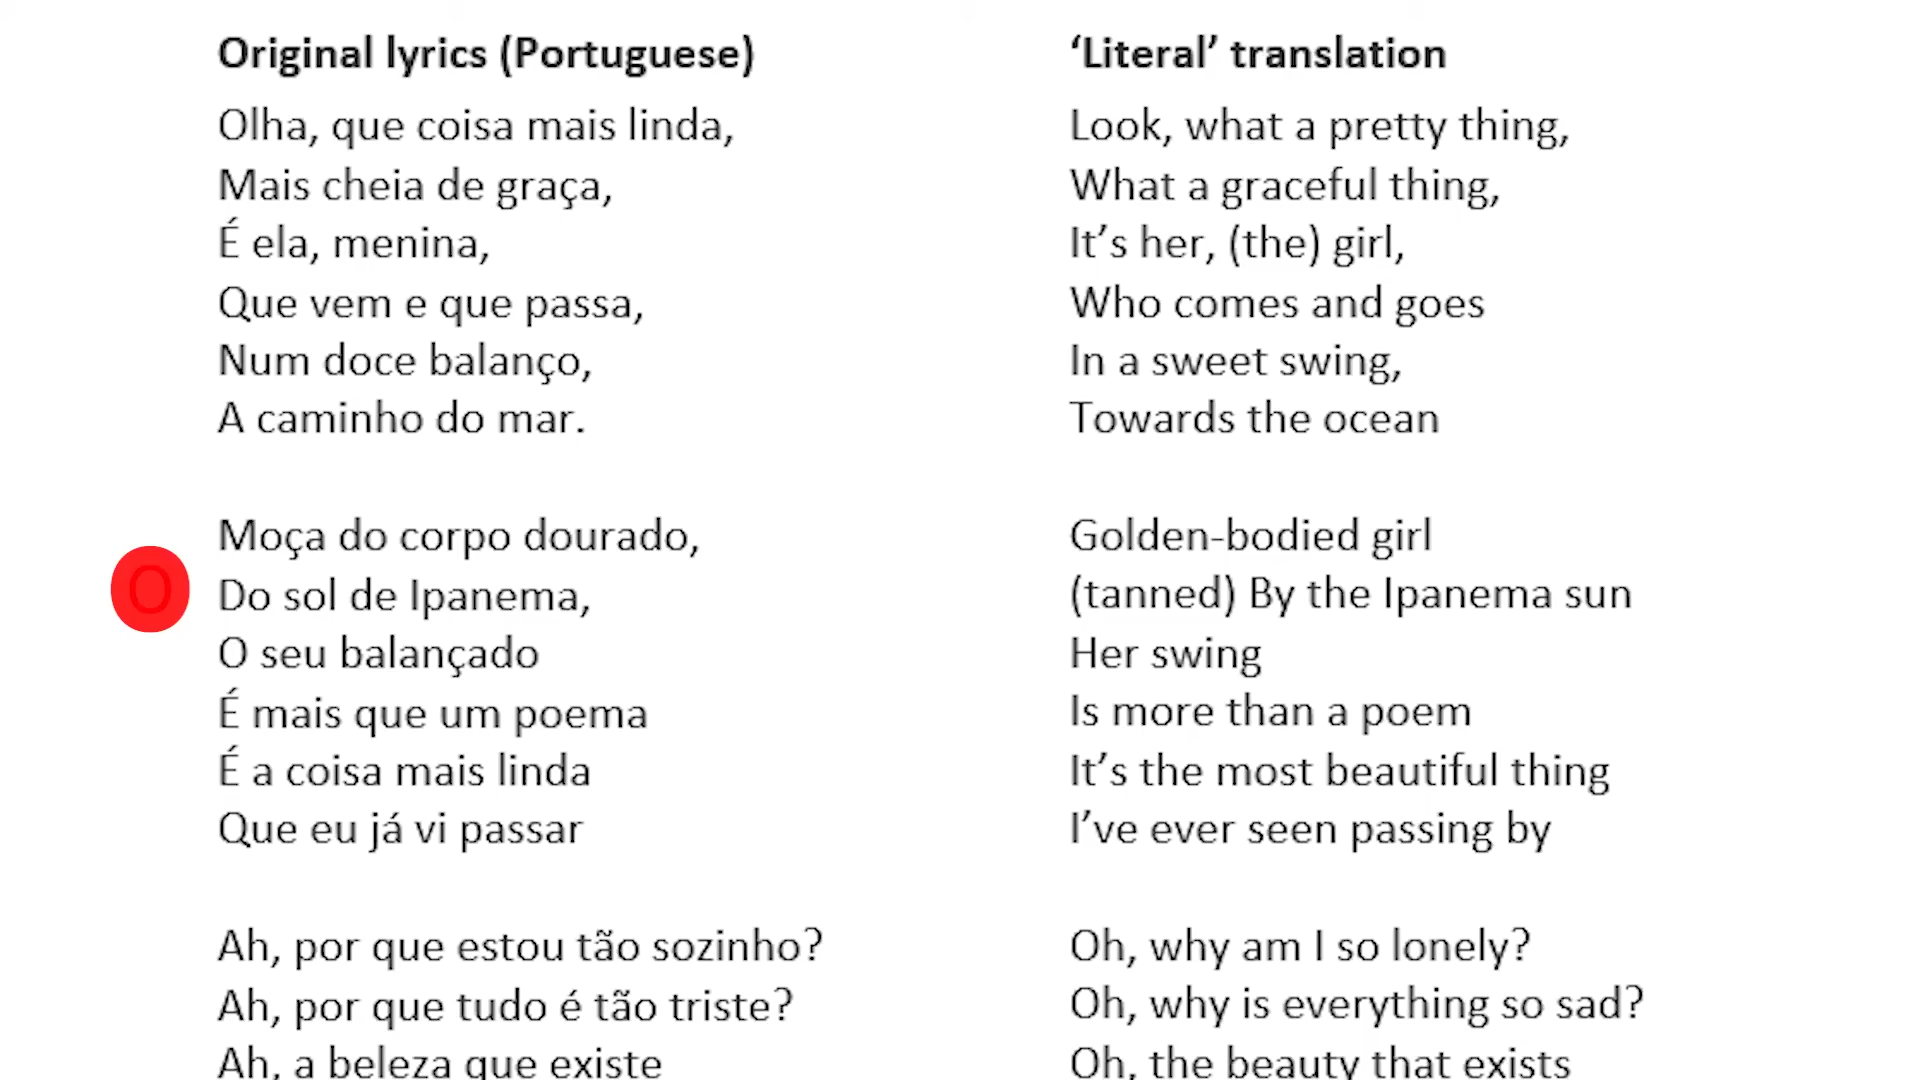 Original lyrics (Portuguese)
Olha, que coisa mais linda,
Mais cheia de graça,
É ela, menina,
Que vem e que passa,
Num doce balanço,
A caminho do mar.
Moça do corpo dourado,
O
Do sol de Ipanema,
O seu balançado
É mais que um poema
É a coisa mais linda
Que eu já vi passar
Ah, por que estou tão sozinho?
Ah, por que tudo é tão triste?
Ah, a beleza que existe
‘Literal’ translation
Look, what a pretty thing,
What a graceful thing,
It’s her, (the) girl,
Who comes and goes
In a sweet swing,
Towards the ocean
Golden-bodied girl
(tanned) By the Ipanema sun
Her swing
Is more than a poem
It’s the most beautiful thing
I’ve ever seen passing by
Oh, why am I so lonely?
Oh, why is everything so sad?
Oh, the beauty that exists